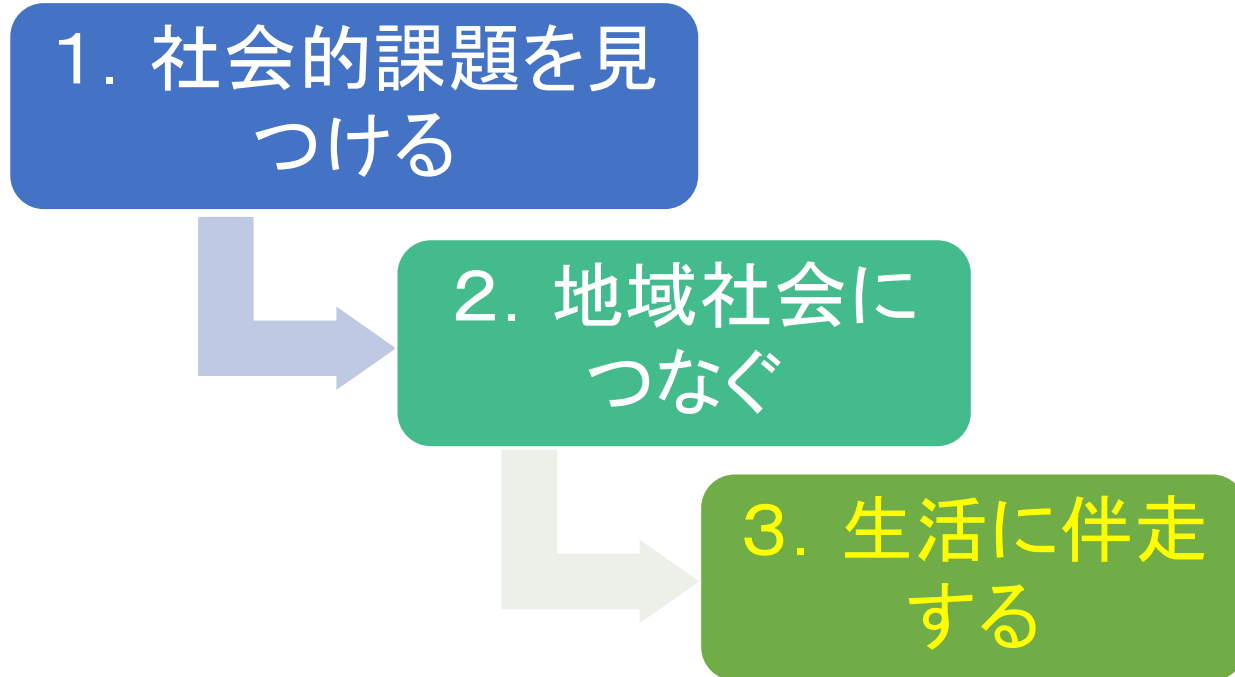 １．社会的課題を見
つける
２．地域社会に
つなぐ
３．生活に伴走
する